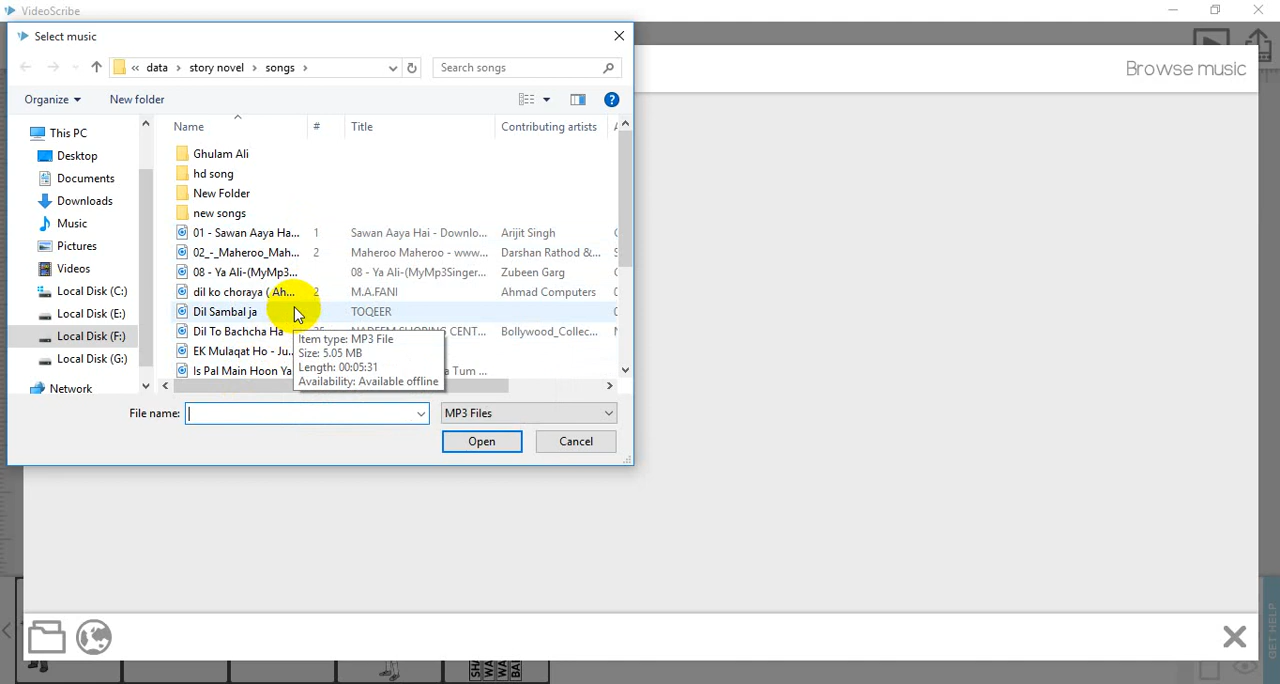 VideoScribe
Select music
« data › story novel › songs ›
Search songs
Organize
New folder
?
Name # Title Contributing artists
This PC
Desktop
Documents
Downloads
Music
Pictures
Videos
Local Disk (C:)
Local Disk (E:)
Local Disk (F:)
Local Disk (G:)
Network
Ghulam Ali
hd song
New Folder
new songs
01 - Sawan Aaya Ha... 1 Sawan Aaya Hai - Downlo... Arijit Singh
02_-_Maheroo_Mah... 2 Maheroo Maheroo - www... Darshan Rathod &...
08 - Ya Ali-(MyMp3... 08 - Ya Ali-(MyMp3Singer... Zubeen Garg
dil ko choraya ( Ah... 2 M.A.FANI Ahmad Computers
Dil Sambal ja TOQEER
Dil To Bachcha Ha Bollywood_Collec...
EK Mulaqat Ho - Ju...
Is Pal Main Hoon Ya a Tum ...
Item type: MP3 File
Size: 5.05 MB
Length: 00:05:31
Availability: Available offline
File name:
MP3 Files
Open
Cancel
Browse music
GET HELP